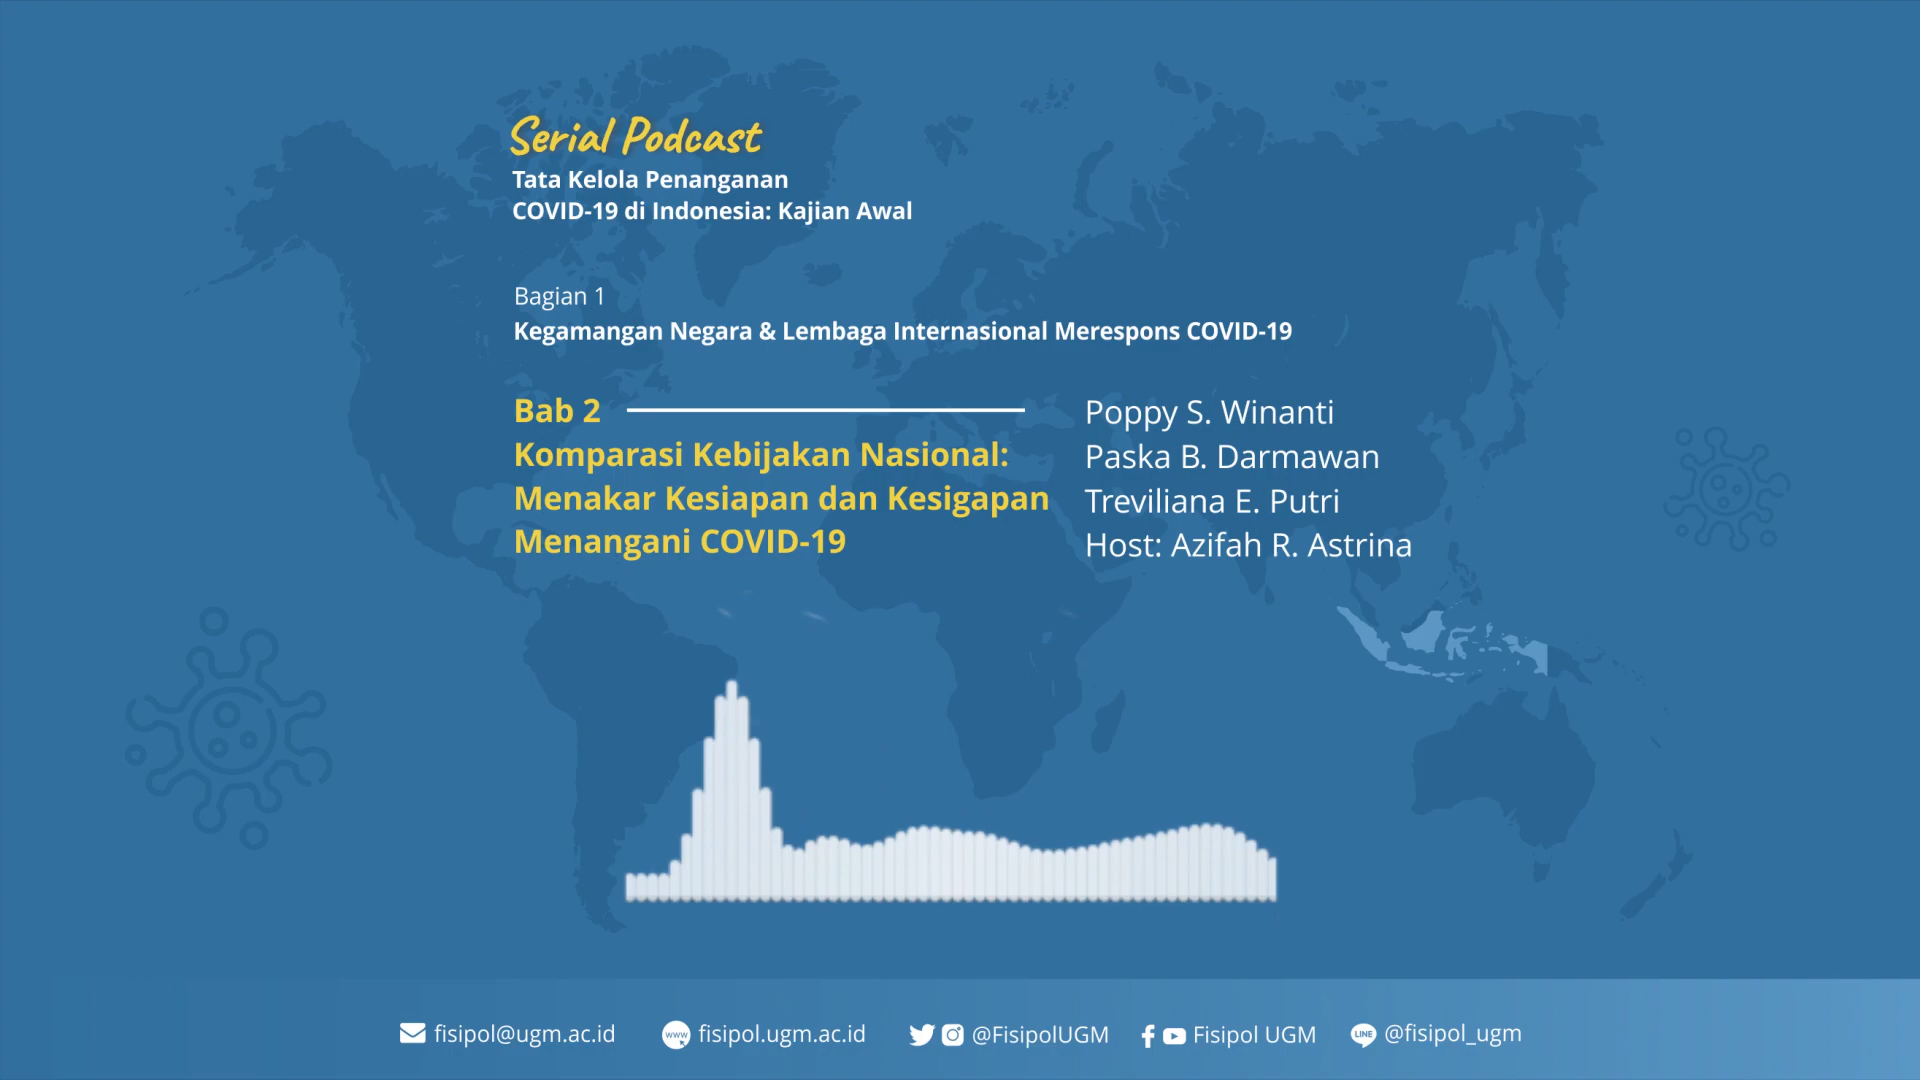 Serial Podcast
Tata Kelola Penanganan
COVID-19 di Indonesia: Kajian Awal
Bagian 1
Kegamangan Negara & Lembaga Internasional Merespons COVID-19
Bab 2
Komparasi Kebijakan Nasional:
Menakar Kesiapan dan Kesigapan
Menangani COVID-19
Poppy S. Winanti
Paska B. Darmawan
Treviliana E. Putri
Host: Azifah R. Astrina
fisipol@ugm.ac.id
www
fisipol.ugm.ac.id
@FisipolUGM
Fisipol UGM
LINE
@fisipol_ugm